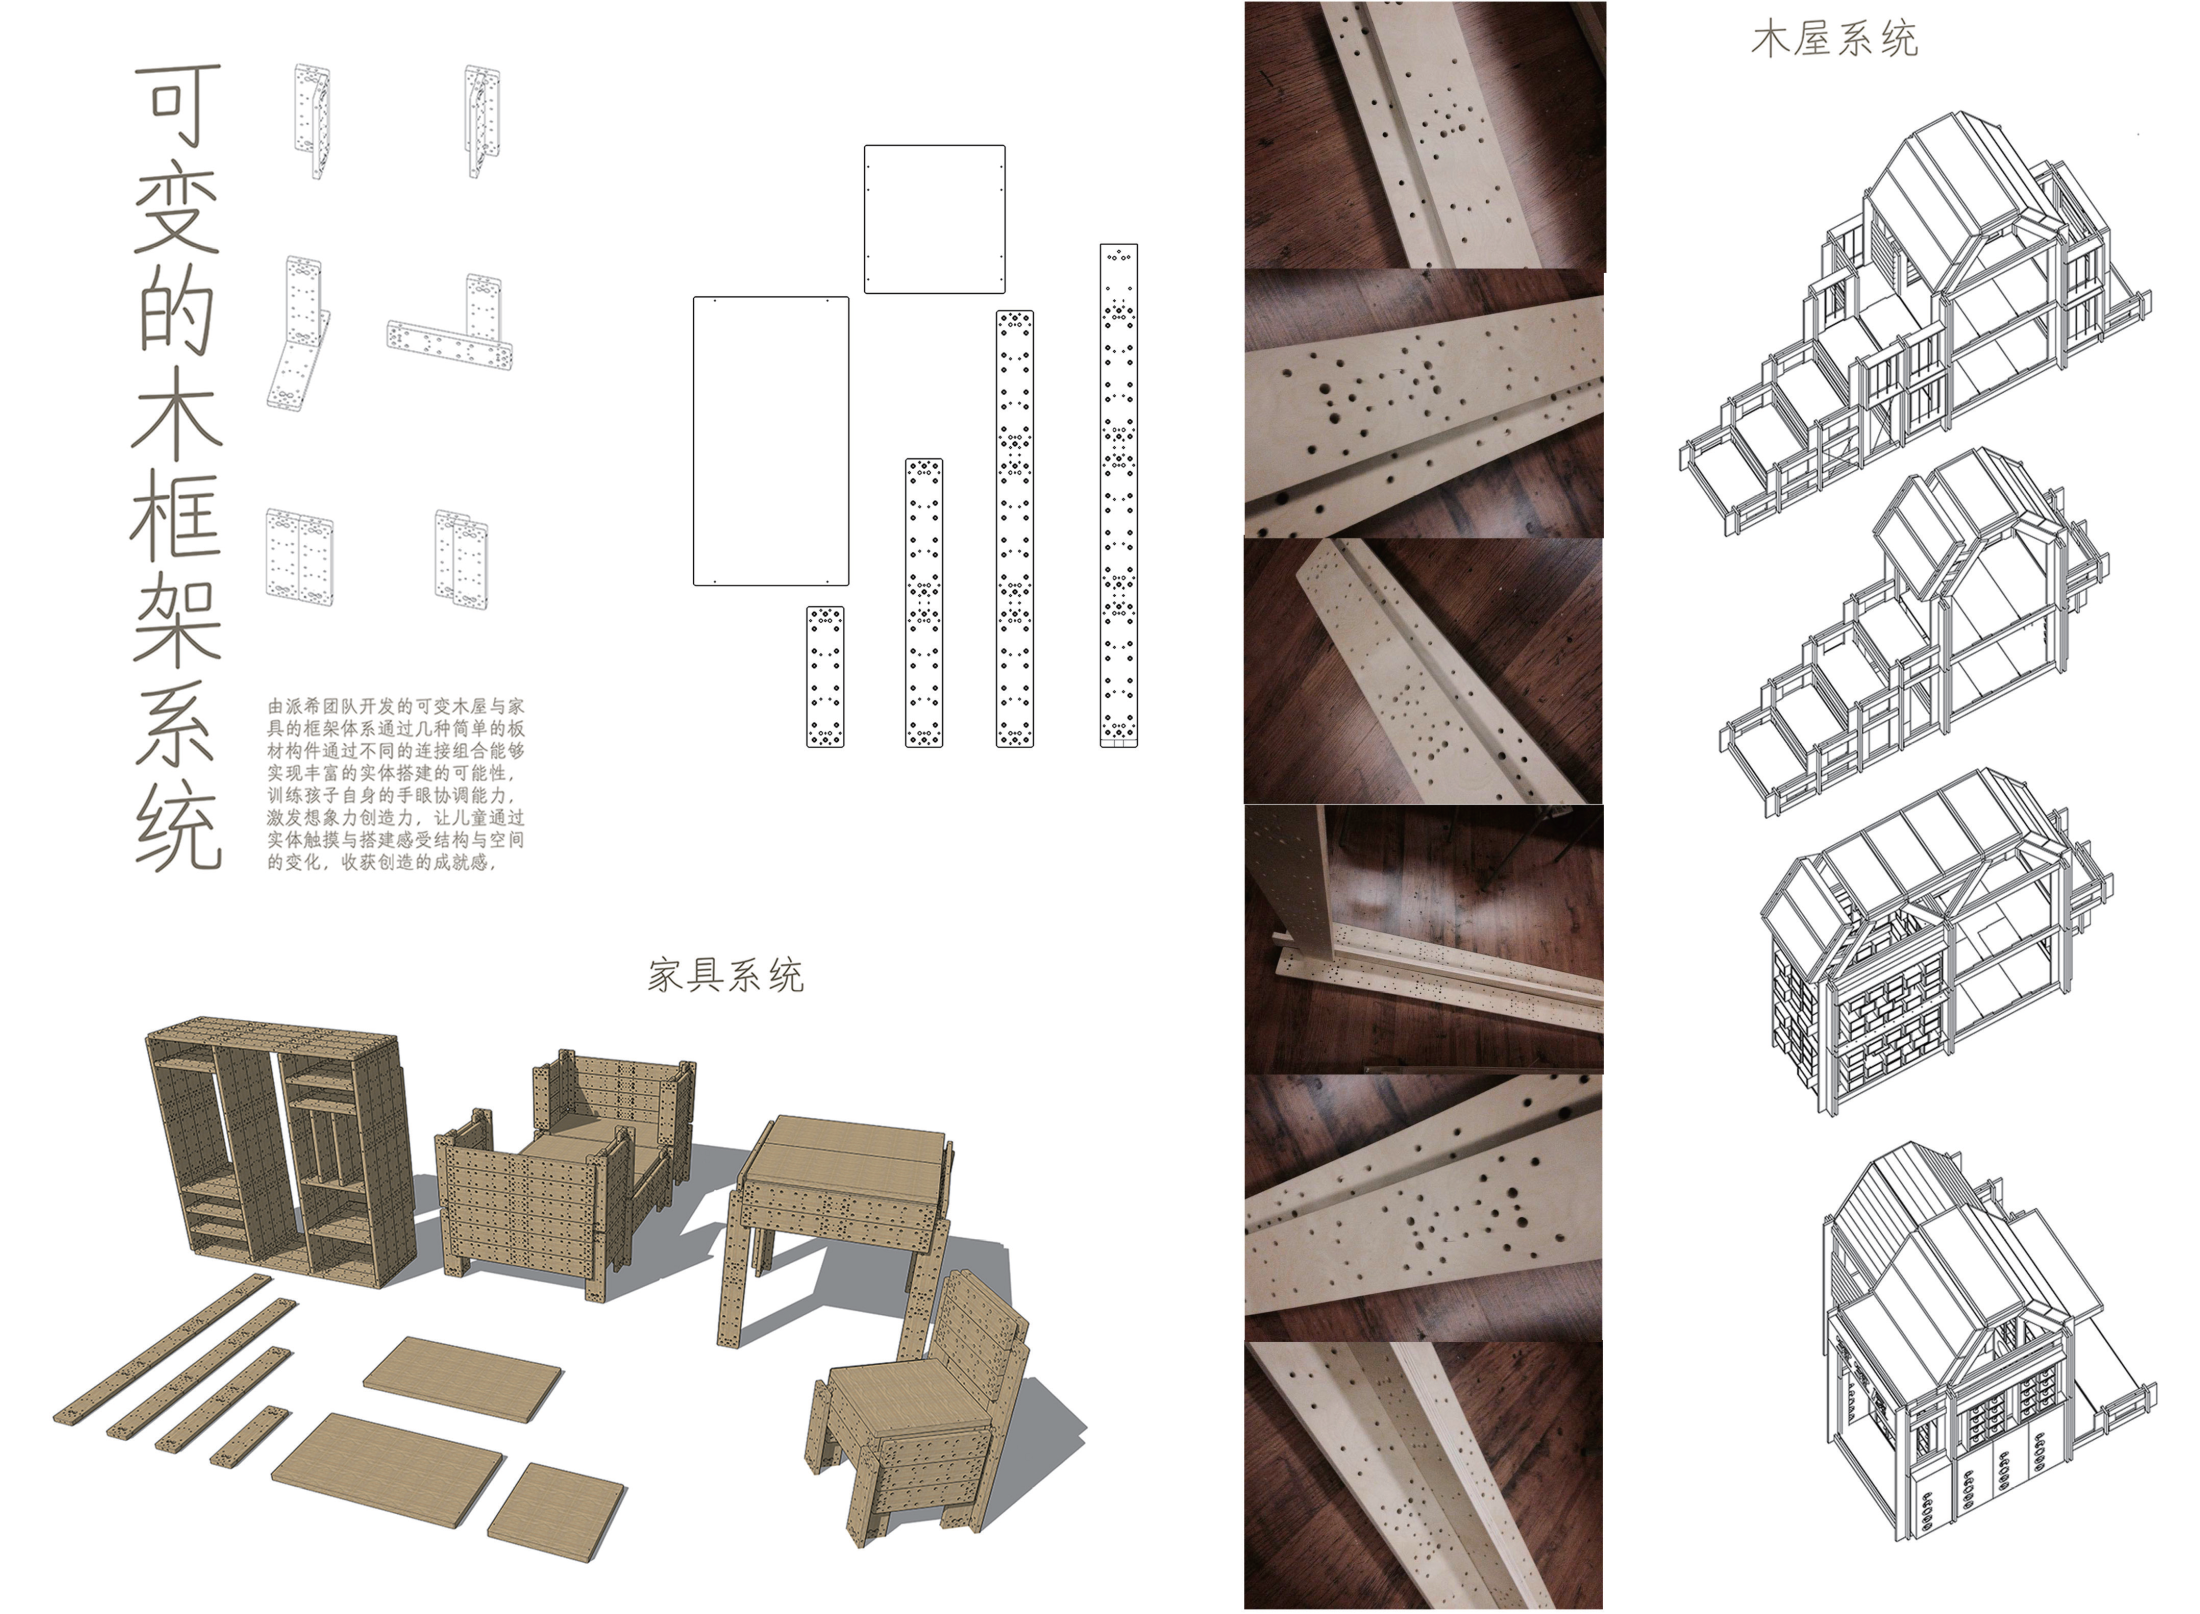 可变的木框架系统
由派希团队开发的可变木屋与家
具的框架体系通过几种简单的板
材构件通过不同的连接组合能够
实现丰富的实体搭建的可能性，
训练孩子自身的手眼协调能力，
激发想象力创造力，让儿童通过
实体触摸与搭建感受结构与空间
的变化，收获创造的成就感，
家具系统
木屋系统